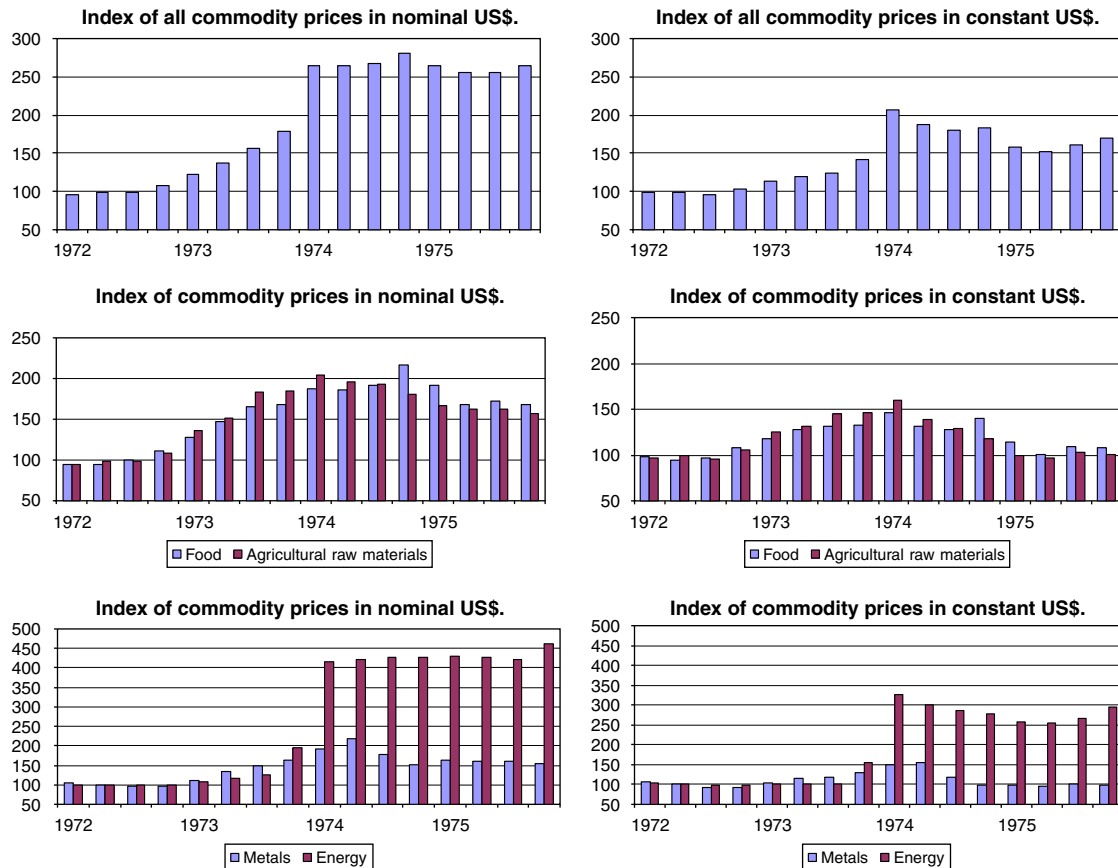 Index of all commodity prices in nominal US$.
300
250
200
150
100
50
1972 1973 1974 1975
Index of all commodity prices in constant US$.
300
250
200
150
100
50
1972 1973 1974 1975
Index of commodity prices in nominal US$.
250
200
150
100
50
1972 1973 1974 1975
Food Agricultural raw materials
Index of commodity prices in constant US$.
250
200
150
100
50
1972 1973 1974 1975
Food Agricultural raw materials
Index of commodity prices in nominal US$.
500
450
400
350
300
250
200
150
100
50
1972 1973 1974 1975
Metals Energy
Index of commodity prices in constant US$.
500
450
400
350
300
250
200
150
100
50
1972 1973 1974 1975
Metals Energy